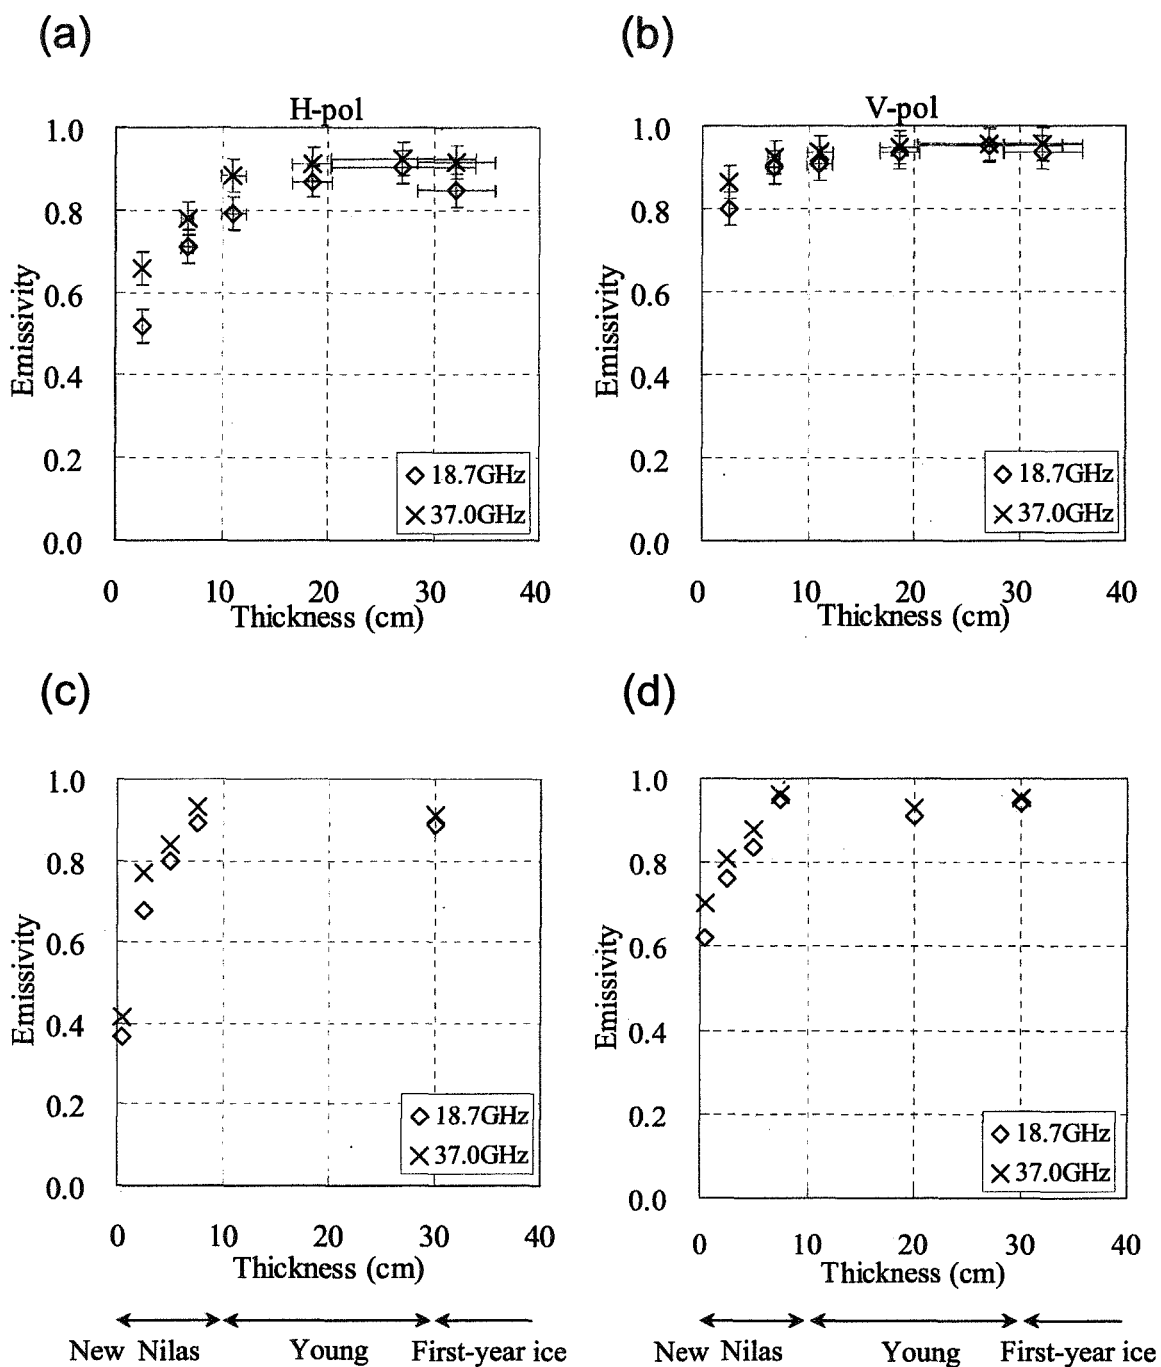 (a)
H-pol
1.0
0.8
0.6
0.4
0.2
0.0
Emissivity
18.7GHz
37.0GHz
0 10 20 30 40
Thickness (cm)
(b)
V-pol
1.0
0.8
0.6
0.4
0.2
0.0
Emissivity
18.7GHz
37.0GHz
0 10 20 30 40
Thickness (cm)
(c)
1.0
0.8
0.6
0.4
0.2
0.0
Emissivity
18.7GHz
37.0GHz
0 10 20 30 40
Thickness (cm)
New Nilas Young First-year ice
(d)
1.0
0.8
0.6
0.4
0.2
0.0
Emissivity
18.7GHz
37.0GHz
0 10 20 30 40
Thickness (cm)
New Nilas Young First-year ice